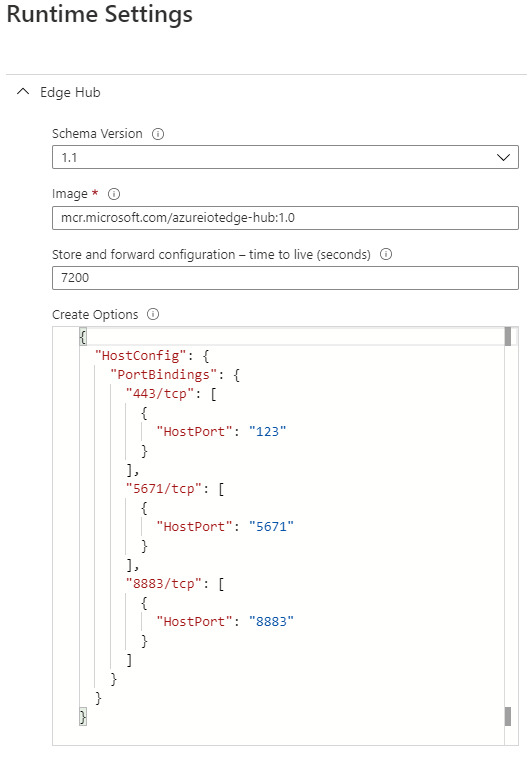 Runtime Settings
Edge Hub
Schema Version
1.1
Image *
mcr.microsoft.com/azureiotedge-hub:1.0
Store and forward configuration – time to live (seconds)
7200
Create Options
{
"HostConfig": {
"PortBindings": {
"443/tcp": [
{
"HostPort": "123"
}
],
"5671/tcp": [
{
"HostPort": "5671"
}
],
"8883/tcp": [
{
"HostPort": "8883"
}
]
}
}
}